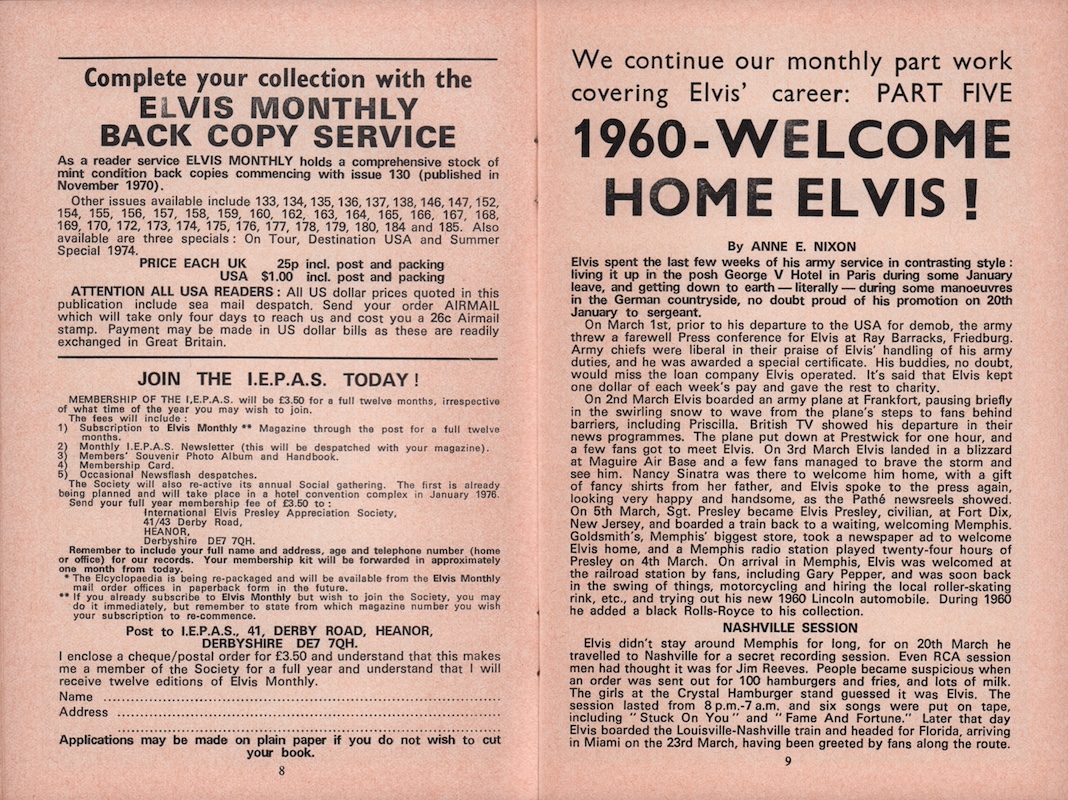 Complete your collection with the
ELVIS MONTHLY
BACK COPY SERVICE
As a reader service ELVIS MONTHLY holds a comprehensive stock of
mint condition back copies commencing with issue 130 (published in
November 1970).
Other issues available include 133, 134, 135, 136, 137, 138, 146, 147, 152,
154, 155, 156, 157, 158, 159, 160, 162, 163, 164, 165, 166, 167, 168,
169, 170, 172, 173, 174, 175, 176, 177, 178, 179, 180, 184 and 185. Also
available are three specials: On Tour, Destination USA and Summer
Special 1974.
PRICE EACH UK 25p incl. post and packing
USA $1.00 incl. post and packing
ATTENTION ALL USA READERS: All US dollar prices quoted in this
publication include sea mail despatch. Send your order AIRMAIL
which will take only four days to reach us and cost you a 26c Airmail
stamp. Payment may be made in US dollar bills as these are readily
exchanged in Great Britain.
JOIN THE I.E.P.A.S. TODAY!
MEMBERSHIP OF THE I,E.P.A.S. will be £3.50 for a full twelve months, irrespective
of what time of the year you may wish to join.
The fees will include:
1) Subscription to Elvis Monthly ** Magazine through the post for a full twelve
months.
2) Monthly I.E.P.A.S. Newsletter (this will be despatched with your magazine).
3) Members' Souvenir Photo Album and Handbook.
4) Membership Card.
5) Occasional Newsflash despatches.
The Society will also re-active its annual Social gathering. The first is already
being planned and will take place in a hotel convention complex in January 1976.
Send your full year membership fee of £3.50 to:
International Elvis Presley Appreciation Society,
41/43 Derby Road,
HEANOR,
Derbyshire DE7 7QH.
Remember to include your full name and address, age and telephone number (home
or office) for our records. Your membership kit will be forwarded in approximately
one month from today.
* The Elcyclopaedia is being re-packaged and will be available from the Elvis Monthly
mail order offices in paperback form in the future.
** If you already subscribe to Elvis Monthly but wish to join the Society, you may
do it immediately, but remember to state from which magazine number you wish
your subscription to re-commence.
Post to I.E.P.A.S., 41, DERBY ROAD, HEANOR,
DERBYSHIRE DE7 7QH.
I enclose a cheque/postal order for £3.50 and understand that this makes
me a member of the Society for a full year and understand that I will
receive twelve editions of Elvis Monthly.
Name
Address
Applications may be made on plain paper if you do not wish to cut
your book.
8
We continue our monthly part work
covering Elvis' career: PART FIVE
1960-WELCOME
HOME ELVIS!
By ANNE E. NIXON
Elvis spent the last few weeks of his army service in contrasting style:
living it up in the posh George V Hotel in Paris during some January
leave, and getting down to earth — literally — during some manoeuvres
in the German countryside, no doubt proud of his promotion on 20th
January to sergeant.
On March 1st, prior to his departure to the USA for demob, the army
threw a farewell Press conference for Elvis at Ray Barracks, Friedburg.
Army chiefs were liberal in their praise of Elvis' handling of his army
duties, and he was awarded a special certificate. His buddies, no doubt,
would miss the loan company Elvis operated. It's said that Elvis kept
one dollar of each week's pay and gave the rest to charity.
On 2nd March Elvis boarded an army plane at Frankfort, pausing briefly
in the swirling snow to wave from the plane's steps to fans behind
barriers, including Priscilla. British TV showed his departure in their
news programmes. The plane put down at Prestwick for one hour, and
a few fans got to meet Elvis. On 3rd March Elvis landed in a blizzard
at Maguire Air Base and a few fans managed to brave the storm and
see him. Nancy Sinatra was there to welcome him home, with a gift
of fancy shirts from her father, and Elvis spoke to the press again,
looking very happy and handsome, as the Pathé newsreels showed.
On 5th March, Sgt. Presley became Elvis Presley, civilian, at Fort Dix,
New Jersey, and boarded a train back to a waiting, welcoming Memphis.
Goldsmith's, Memphis' biggest store, took a newspaper ad to welcome
Elvis home, and a Memphis radio station played twenty-four hours of
Presley on 4th March. On arrival in Memphis, Elvis was welcomed at
the railroad station by fans, including Gary Pepper, and was soon back
in the swing of things, motorcycling and hiring the local roller-skating
rink, etc., and trying out his new 1960 Lincoln automobile. During 1960
he added a black Rolls-Royce to his collection.
NASHVILLE SESSION
Elvis didn't stay around Memphis for long, for on 20th March he
travelled to Nashville for a secret recording session. Even RCA session
men had thought it was for Jim Reeves. People became suspicious when
an order was sent out for 100 hamburgers and fries, and lots of milk.
The girls at the Crystal Hamburger stand guessed it was Elvis. The
session lasted from 8 p.m.-7 a.m. and six songs were put on tape,
including "Stuck On You" and "Fame And Fortune." Later that day
Elvis boarded the Louisville-Nashville train and headed for Florida, arriving
in Miami on the 23rd March, having been greeted by fans along the route.
9